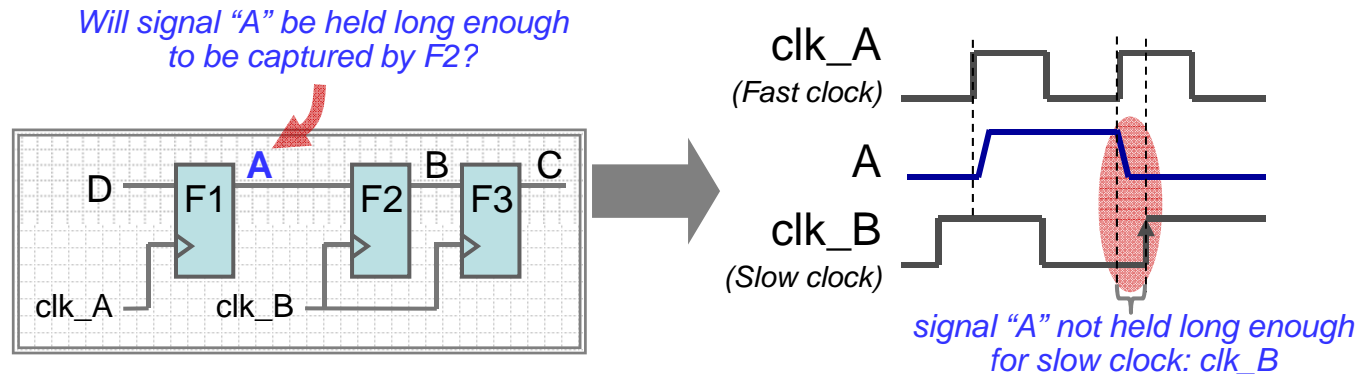 Will signal “A” be held long enough
to be captured by F2?
D
F1
A
F2
B
F3
C
clk_A
clk_B
clk_A
(Fast clock)
A
clk_B
(Slow clock)
signal “A” not held long enough
for slow clock: clk_B